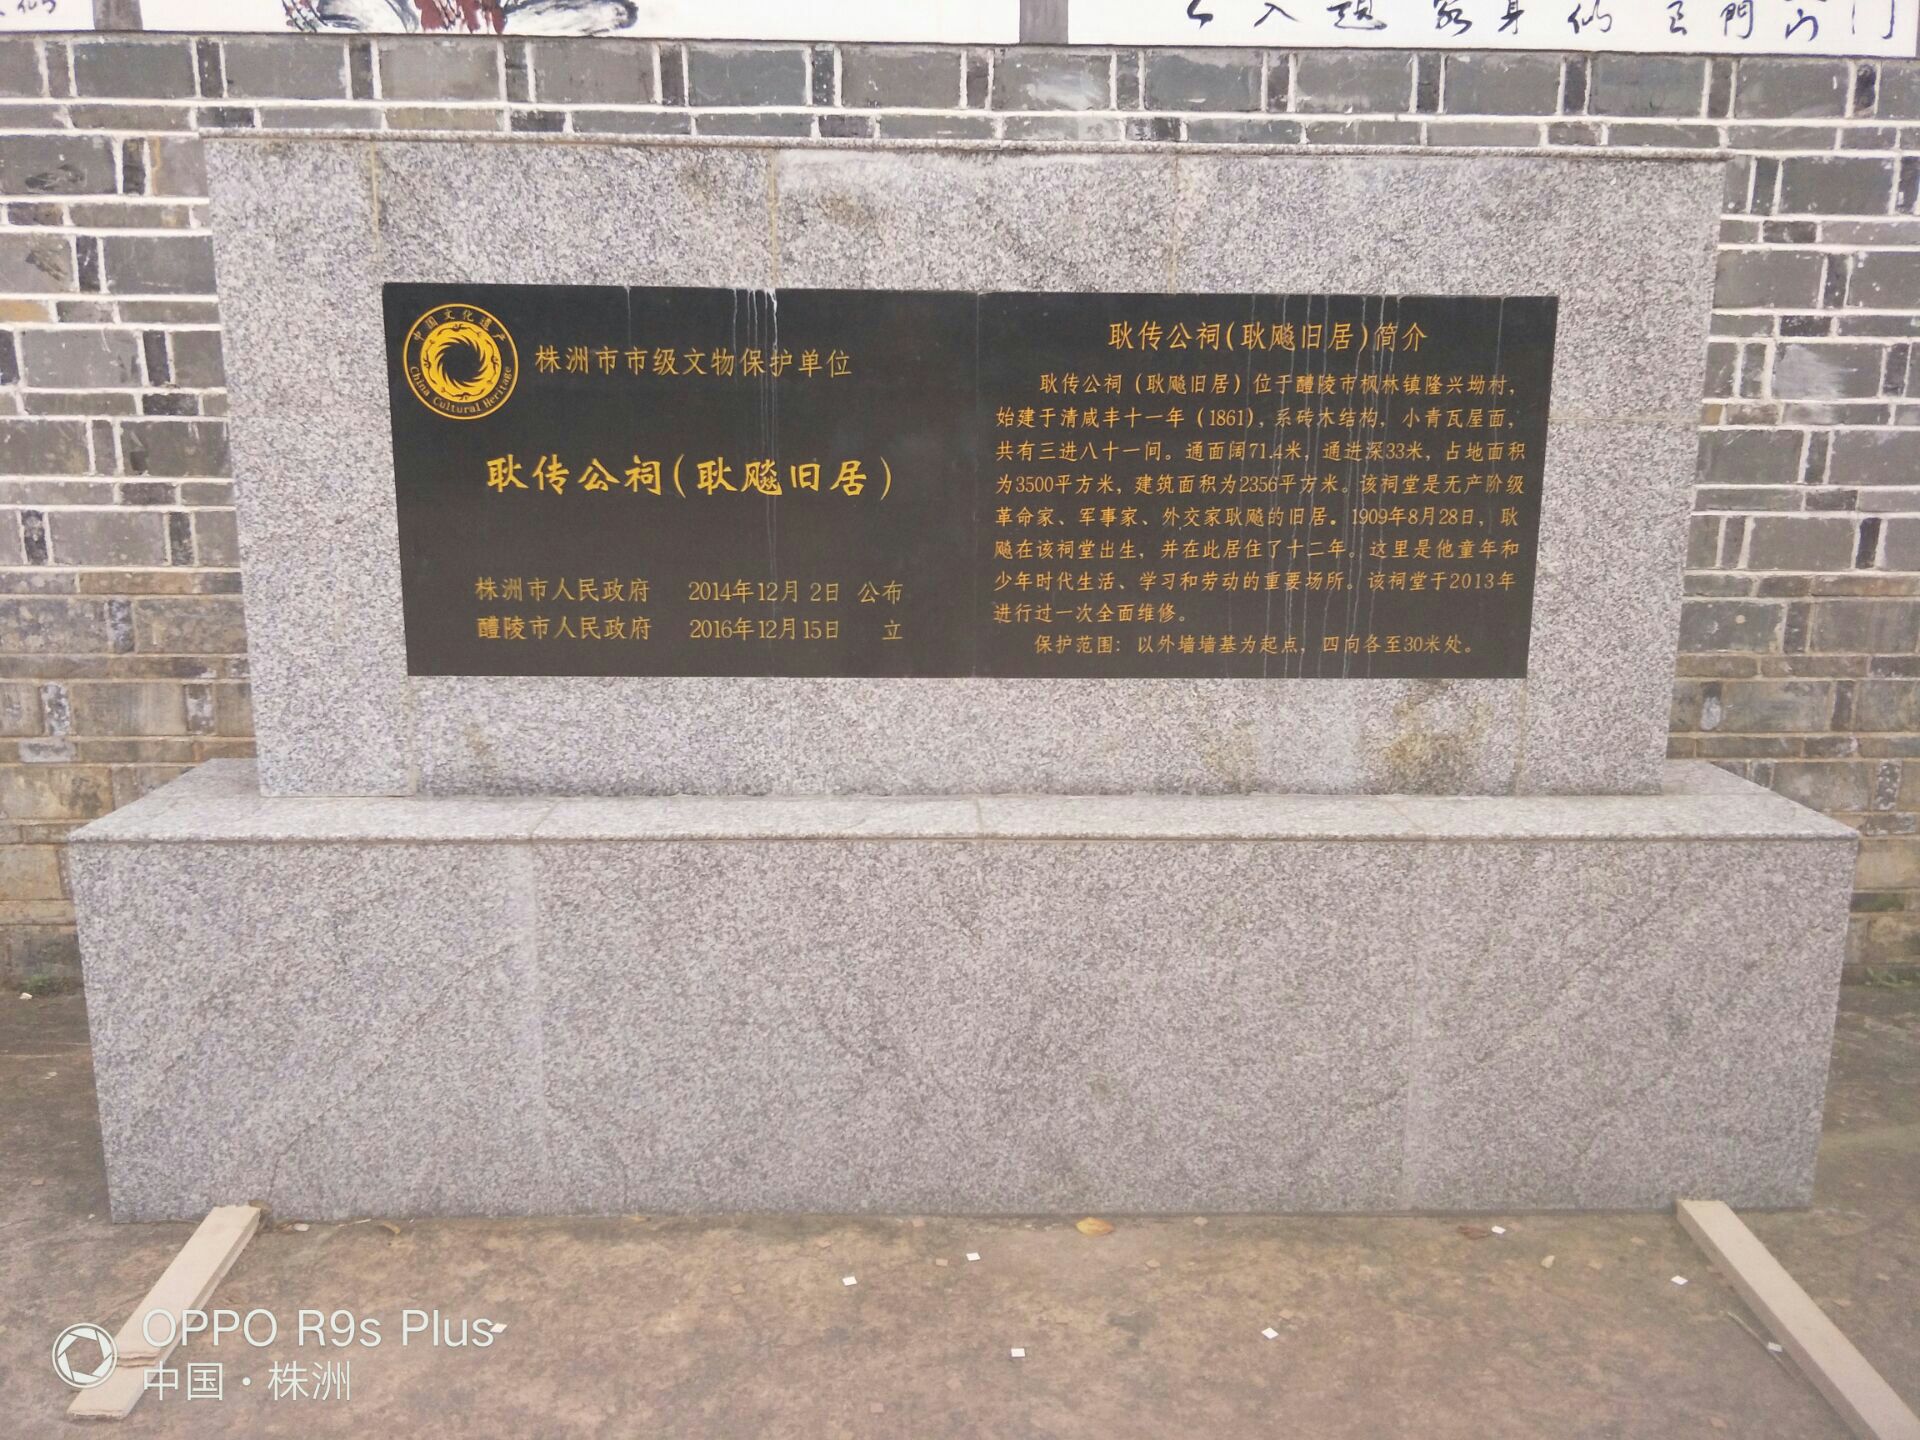 中国文化遗产
China Cultural Heritage
株洲市市级文物保护单位
耿传公祠(耿飚旧居)
株洲市人民政府 2014年12月2日 公布
醴陵市人民政府 2016年12月15日 立
耿传公祠(耿飚旧居)简介
耿传公祠（耿飚旧居）位于醴陵市枫林镇隆兴坳村，
始建于清咸丰十一年（1861），系砖木结构，小青瓦屋面，
共有三进八十一间。通面阔71.4米，通进深33米，占地面积
为3500平方米，建筑面积为2356平方米。该祠堂是无产阶级
革命家、军事家、外交家耿飚的旧居。1909年8月28日，耿
飚在该祠堂出生，并在此居住了十二年。这里是他童年和
少年时代生活、学习和劳动的重要场所。该祠堂于2013年
进行过一次全面维修。
保护范围：以外墙墙基为起点，四向各至30米处。
OPPO R9s Plus
中国·株洲